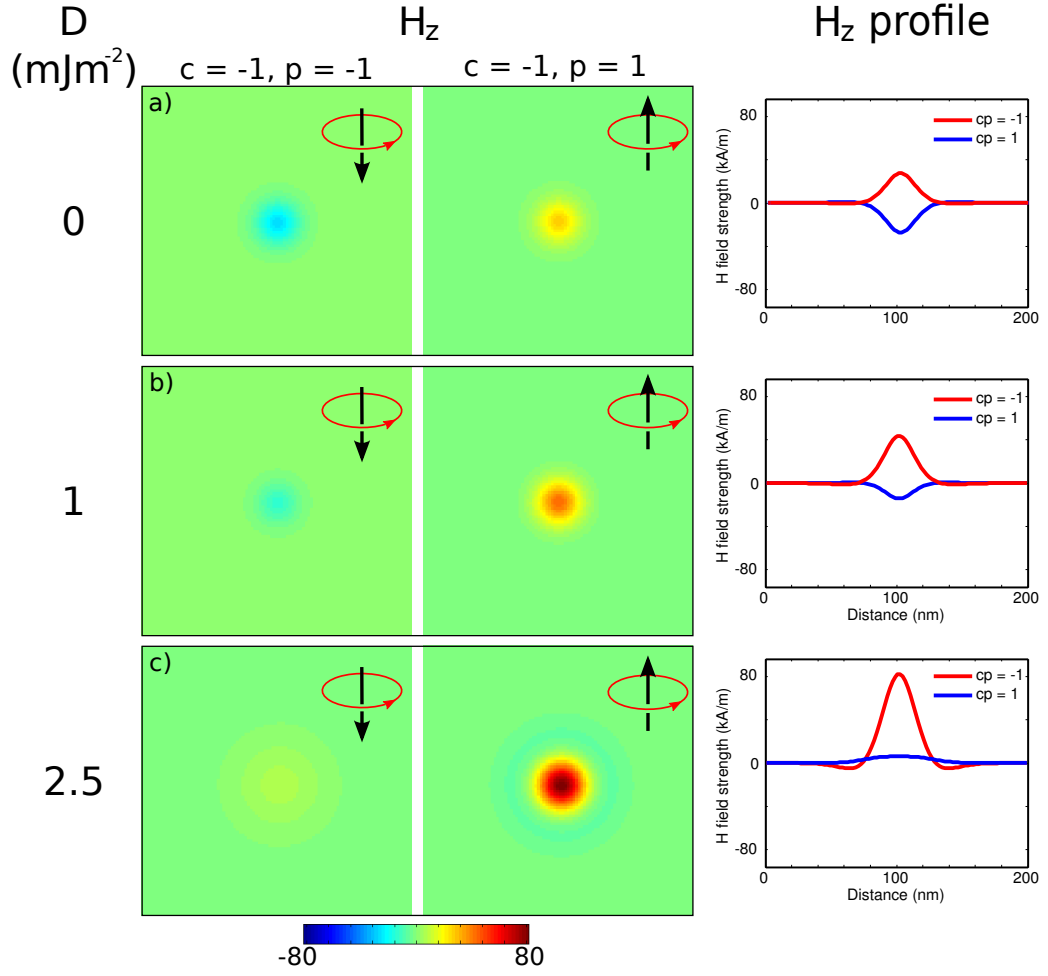 D
(mJm-2)
Hz
Hz profile
c = -1, p = -1
c = -1, p = 1
a)
0
80
0
-80
H field strength (kA/m)
cp = -1
cp = 1
0
100
200
b)
1
80
0
-80
H field strength (kA/m)
cp = -1
cp = 1
0
100
200
Distance (nm)
c)
2.5
80
0
-80
H field strength (kA/m)
cp = -1
cp = 1
0
100
200
Distance (nm)
-80
80